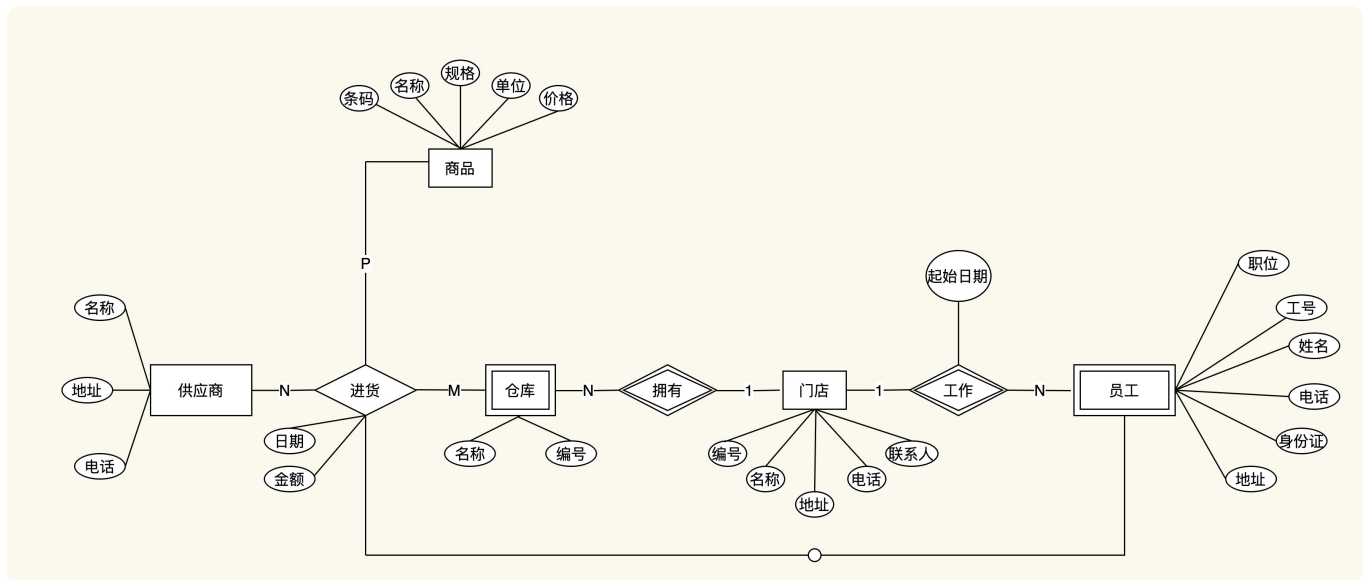 规格
名称
单位
条码
价格
商品
P
职位
起始日期
名称
工号
姓名
地址
供应商
N
进货
M
仓库
N
拥有
1
门店
1
工作
N
员工
电话
日期
名称
编号
编号
联系人
身份证
电话
金额
名称
电话
地址
地址